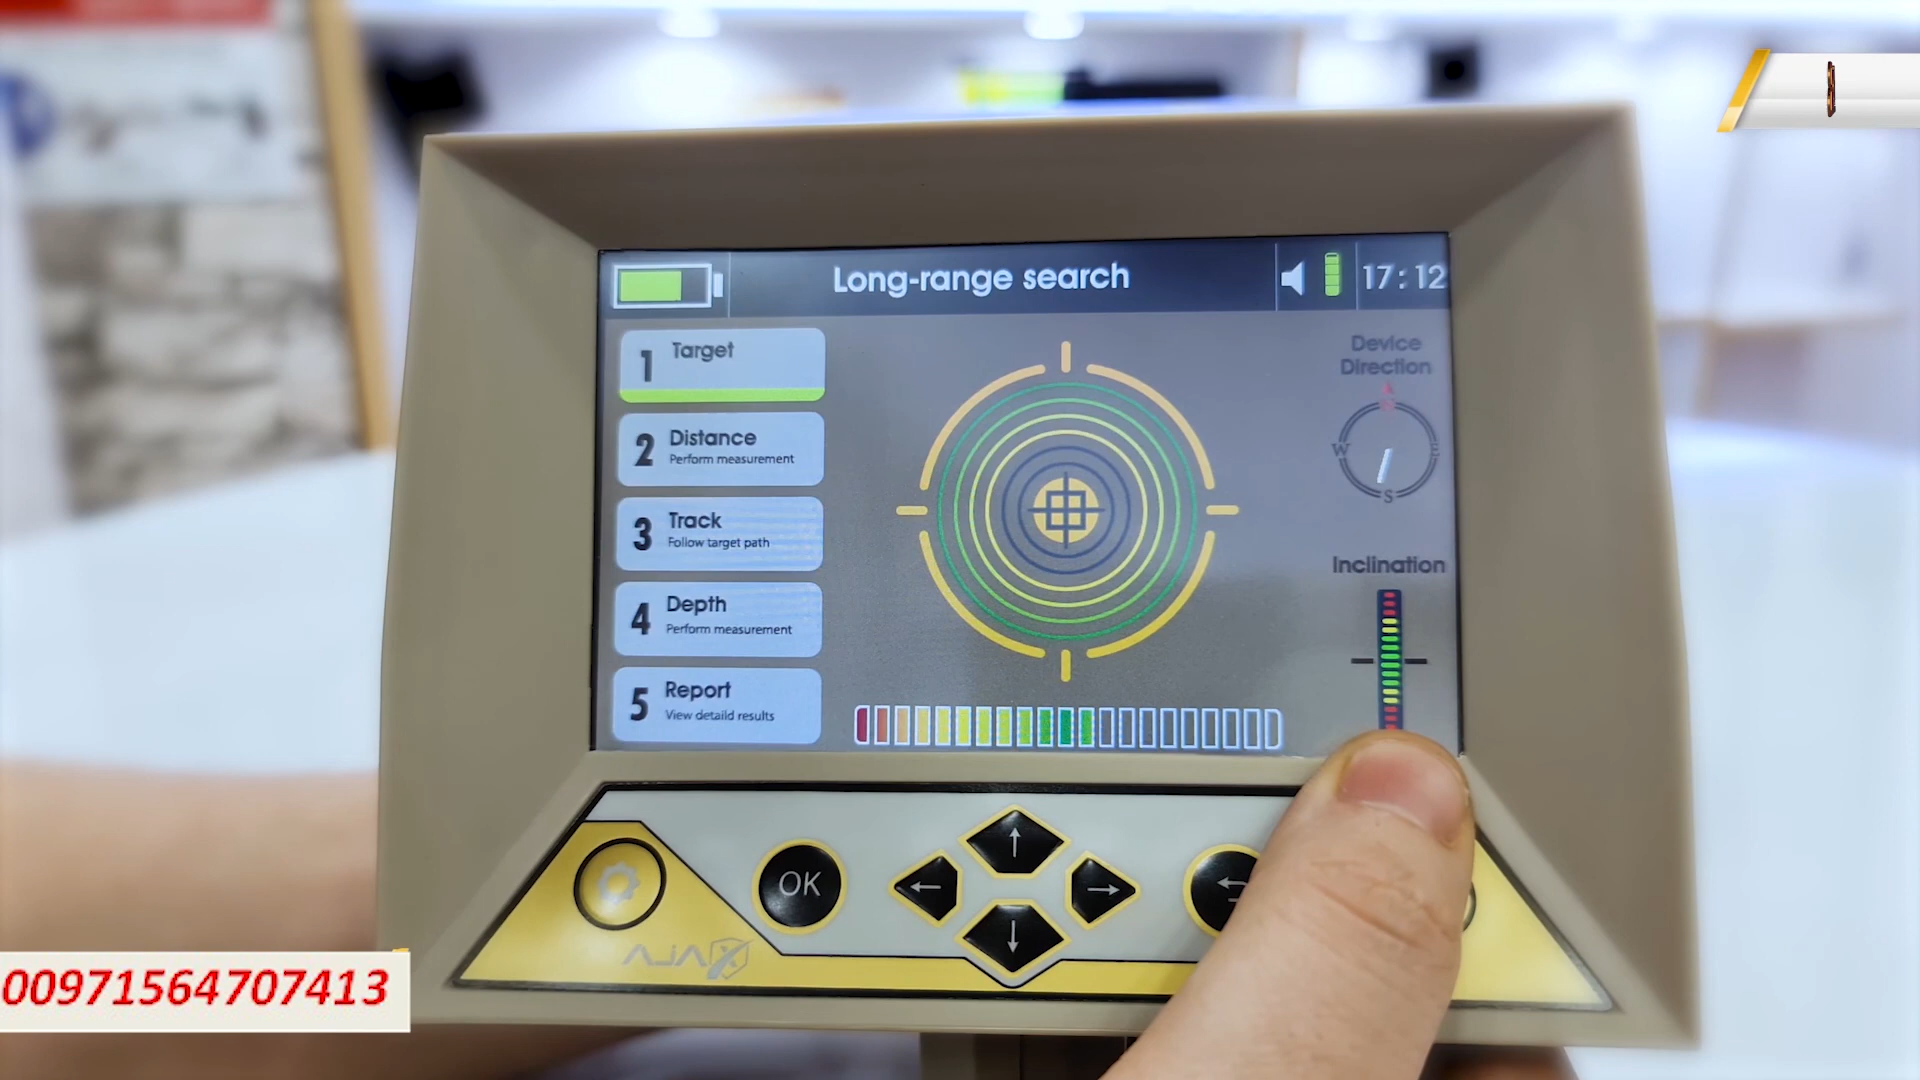 Long-range search
17:12
1 Target
2 Distance
Perform measurement
3 Track
Follow target path
4 Depth
Perform measurement
5 Report
View detaild results
Device
Direction
W
E
S
Inclination
OK
AJAX
00971564707413